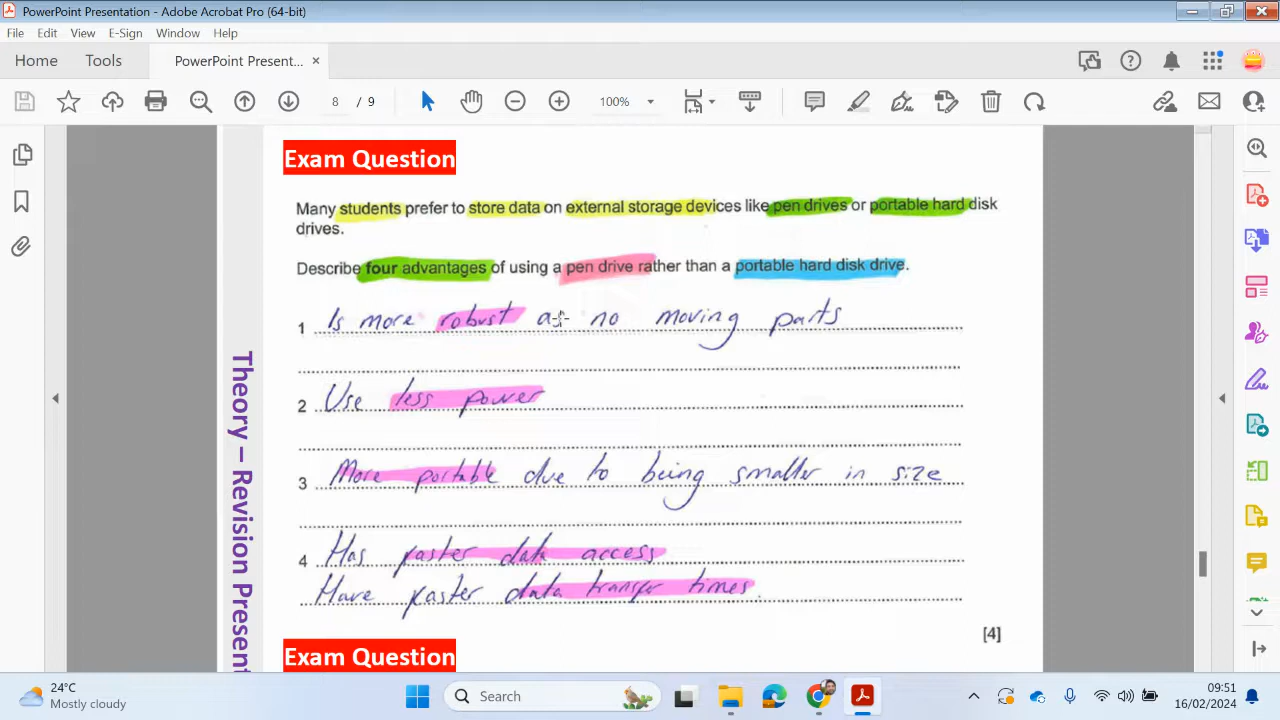 PowerPoint Presentation - Adobe Acrobat Pro (64-bit)
File Edit View E-Sign Window Help
Home Tools PowerPoint Present... ×
8 / 9 100%
Exam Question
Many students prefer to store data on external storage devices like pen drives or portable hard disk
drives.
Describe four advantages of using a pen drive rather than a portable hard disk drive.
1 Is more robust as no moving parts
2 Use less power
3 More portable due to being smaller in size
4 Has faster data access
Have faster data transfer times.
[4]
Exam Question
Theory – Revision Present
24°C
Mostly cloudy
Search
09:51
16/02/2024